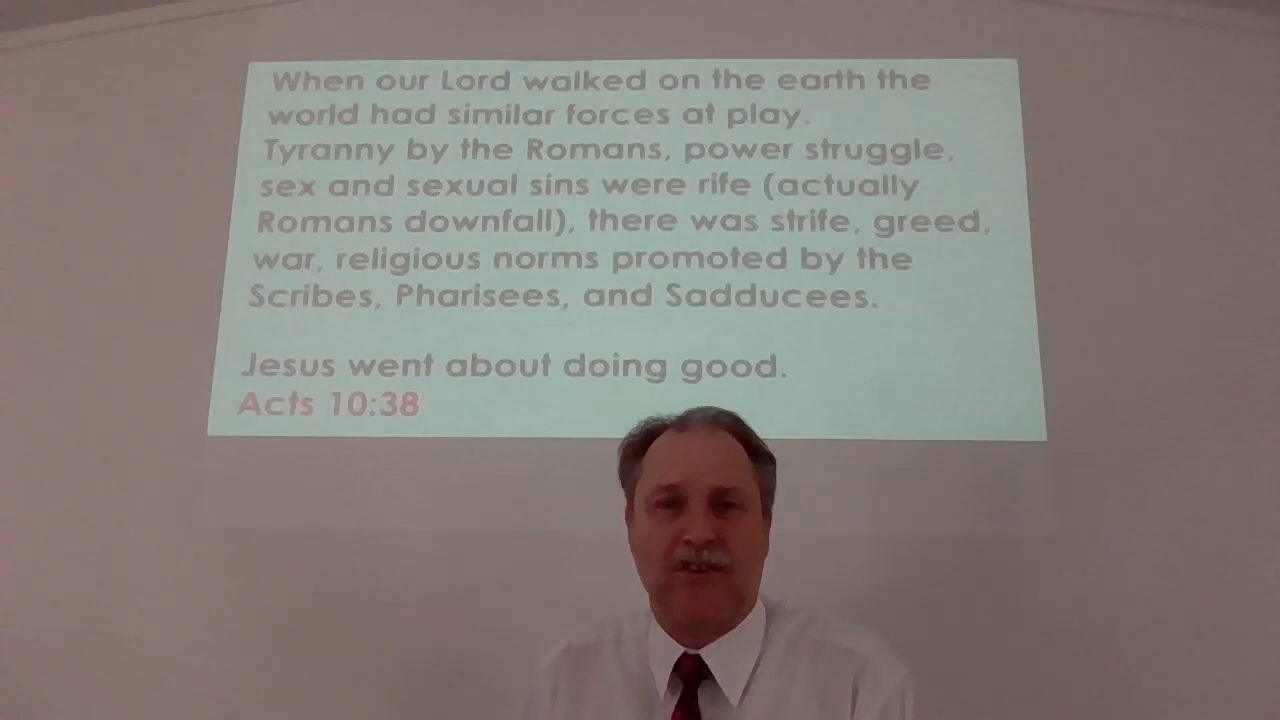 When our Lord walked on the earth the
world had similar forces at play.
Tyranny by the Romans, power struggle,
sex and sexual sins were rife (actually
Romans downfall), there was strife, greed,
war, religious norms promoted by the
Scribes, Pharisees, and Sadducees.
Jesus went about doing good.
Acts 10:38